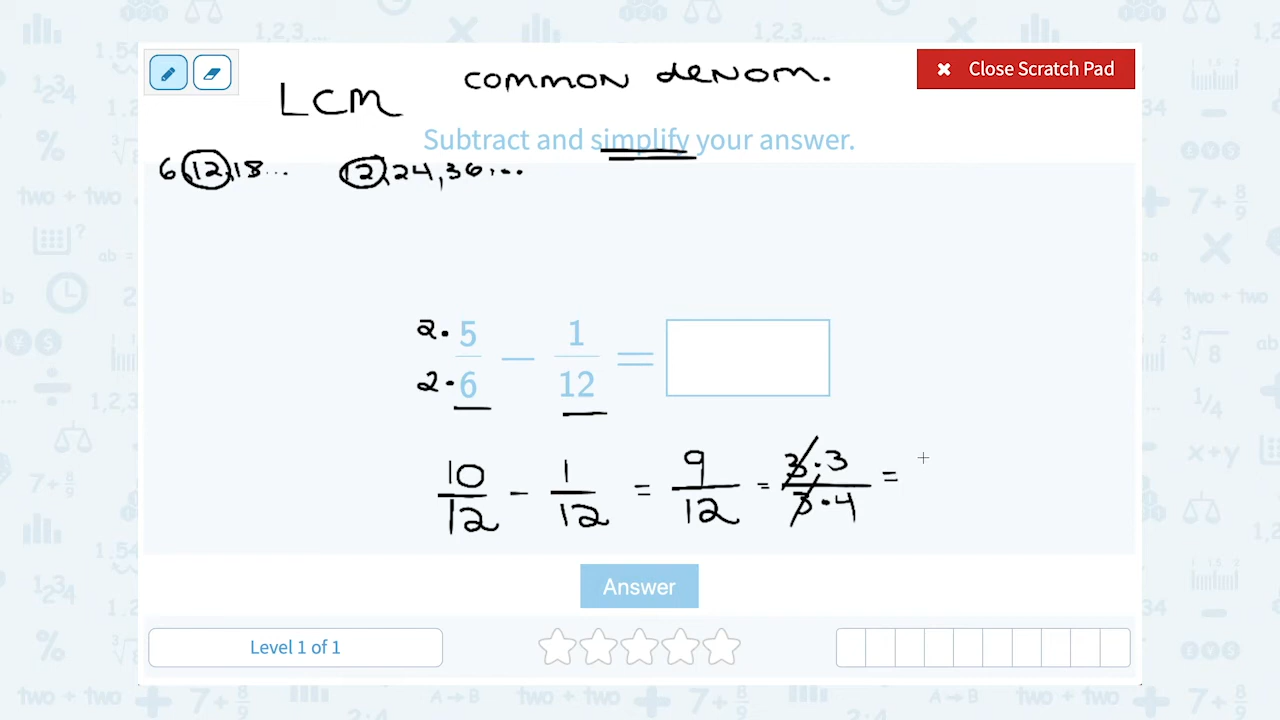 common denom.
✖ Close Scratch Pad
LCM
Subtract and simplify your answer.
6, 12, 18... 12, 24, 36...
2·5/2·6 − 1/12 =
10/12 − 1/12 = 9/12 = 3·3/3·4 =
Answer
Level 1 of 1